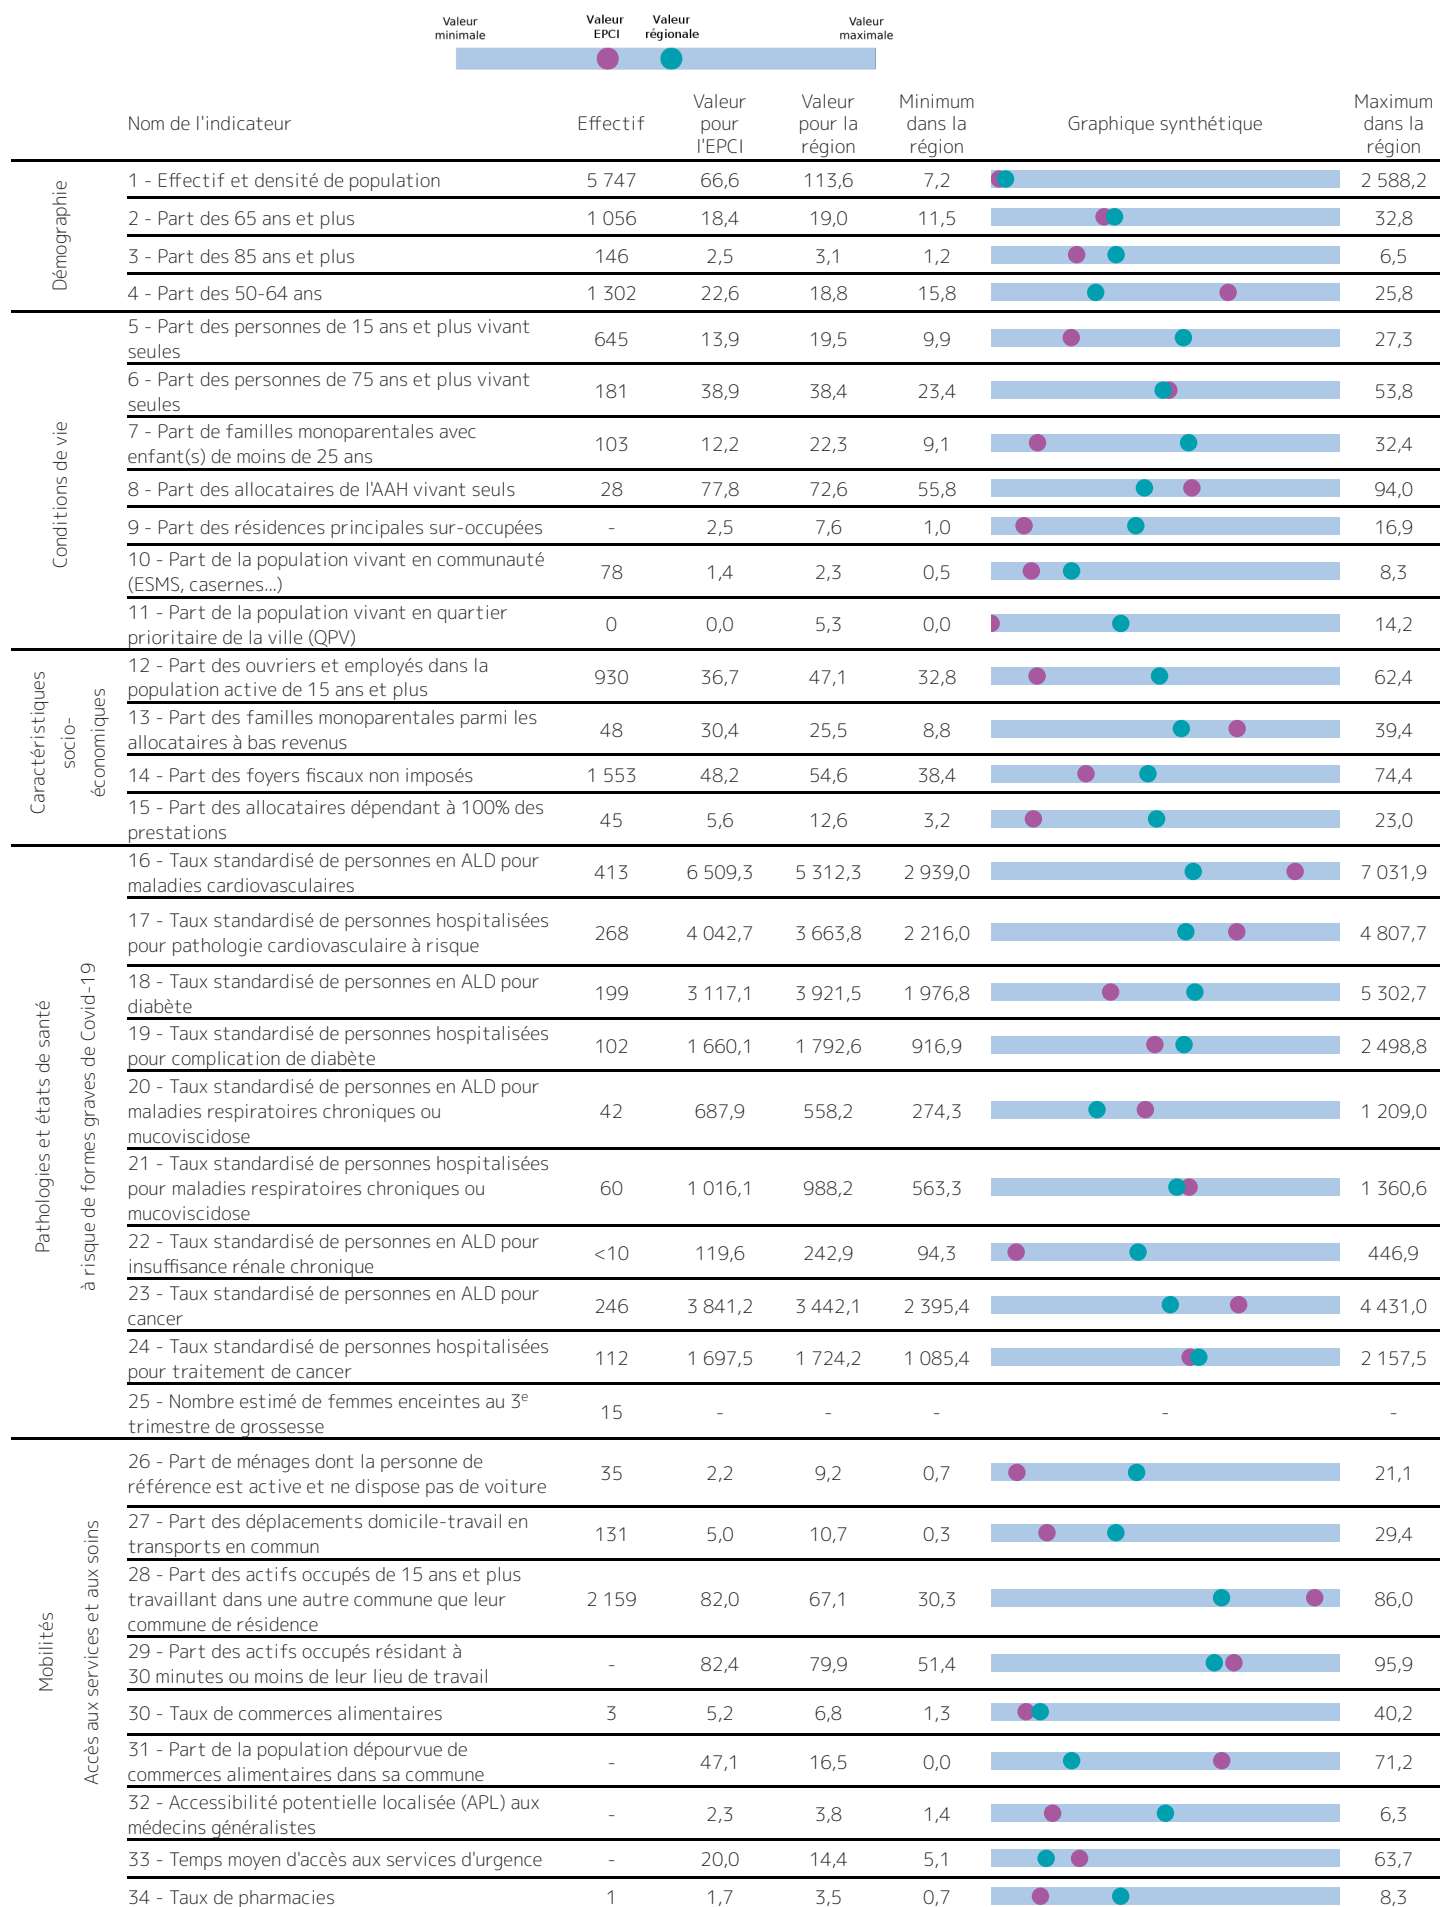 Valeur minimale
Valeur EPCI
Valeur régionale
Valeur maximale
Nom de l'indicateur
Effectif
Valeur pour l'EPCI
Valeur pour la région
Minimum dans la région
Graphique synthétique
Maximum dans la région
Démographie
1 - Effectif et densité de population 5 747 66,6 113,6 7,2 2 588,2
2 - Part des 65 ans et plus 1 056 18,4 19,0 11,5 32,8
3 - Part des 85 ans et plus 146 2,5 3,1 1,2 6,5
4 - Part des 50-64 ans 1 302 22,6 18,8 15,8 25,8
Conditions de vie
5 - Part des personnes de 15 ans et plus vivant
seules 645 13,9 19,5 9,9 27,3
6 - Part des personnes de 75 ans et plus vivant
seules 181 38,9 38,4 23,4 53,8
7 - Part de familles monoparentales avec
enfant(s) de moins de 25 ans 103 12,2 22,3 9,1 32,4
8 - Part des allocataires de l'AAH vivant seuls 28 77,8 72,6 55,8 94,0
9 - Part des résidences principales sur-occupées - 2,5 7,6 1,0 16,9
10 - Part de la population vivant en communauté
(ESMS, casernes...) 78 1,4 2,3 0,5 8,3
11 - Part de la population vivant en quartier
prioritaire de la ville (QPV) 0 0,0 5,3 0,0 14,2
Caractéristiques
socio-
économiques
12 - Part des ouvriers et employés dans la
population active de 15 ans et plus 930 36,7 47,1 32,8 62,4
13 - Part des familles monoparentales parmi les
allocataires à bas revenus 48 30,4 25,5 8,8 39,4
14 - Part des foyers fiscaux non imposés 1 553 48,2 54,6 38,4 74,4
15 - Part des allocataires dépendant à 100% des
prestations 45 5,6 12,6 3,2 23,0
Pathologies et états de santé
à risque de formes graves de Covid-19
16 - Taux standardisé de personnes en ALD pour
maladies cardiovasculaires 413 6 509,3 5 312,3 2 939,0 7 031,9
17 - Taux standardisé de personnes hospitalisées
pour pathologie cardiovasculaire à risque 268 4 042,7 3 663,8 2 216,0 4 807,7
18 - Taux standardisé de personnes en ALD pour
diabète 199 3 117,1 3 921,5 1 976,8 5 302,7
19 - Taux standardisé de personnes hospitalisées
pour complication de diabète 102 1 660,1 1 792,6 916,9 2 498,8
20 - Taux standardisé de personnes en ALD pour
maladies respiratoires chroniques ou
mucoviscidose 42 687,9 558,2 274,3 1 209,0
21 - Taux standardisé de personnes hospitalisées
pour maladies respiratoires chroniques ou
mucoviscidose 60 1 016,1 988,2 563,3 1 360,6
22 - Taux standardisé de personnes en ALD pour
insuffisance rénale chronique <10 119,6 242,9 94,3 446,9
23 - Taux standardisé de personnes en ALD pour
cancer 246 3 841,2 3 442,1 2 395,4 4 431,0
24 - Taux standardisé de personnes hospitalisées
pour traitement de cancer 112 1 697,5 1 724,2 1 085,4 2 157,5
25 - Nombre estimé de femmes enceintes au 3e
trimestre de grossesse 15 - - - - -
Mobilités
Accès aux services et aux soins
26 - Part de ménages dont la personne de
référence est active et ne dispose pas de voiture 35 2,2 9,2 0,7 21,1
27 - Part des déplacements domicile-travail en
transports en commun 131 5,0 10,7 0,3 29,4
28 - Part des actifs occupés de 15 ans et plus
travaillant dans une autre commune que leur
commune de résidence 2 159 82,0 67,1 30,3 86,0
29 - Part des actifs occupés résidant à
30 minutes ou moins de leur lieu de travail - 82,4 79,9 51,4 95,9
30 - Taux de commerces alimentaires 3 5,2 6,8 1,3 40,2
31 - Part de la population dépourvue de
commerces alimentaires dans sa commune - 47,1 16,5 0,0 71,2
32 - Accessibilité potentielle localisée (APL) aux
médecins généralistes - 2,3 3,8 1,4 6,3
33 - Temps moyen d'accès aux services d'urgence - 20,0 14,4 5,1 63,7
34 - Taux de pharmacies 1 1,7 3,5 0,7 8,3